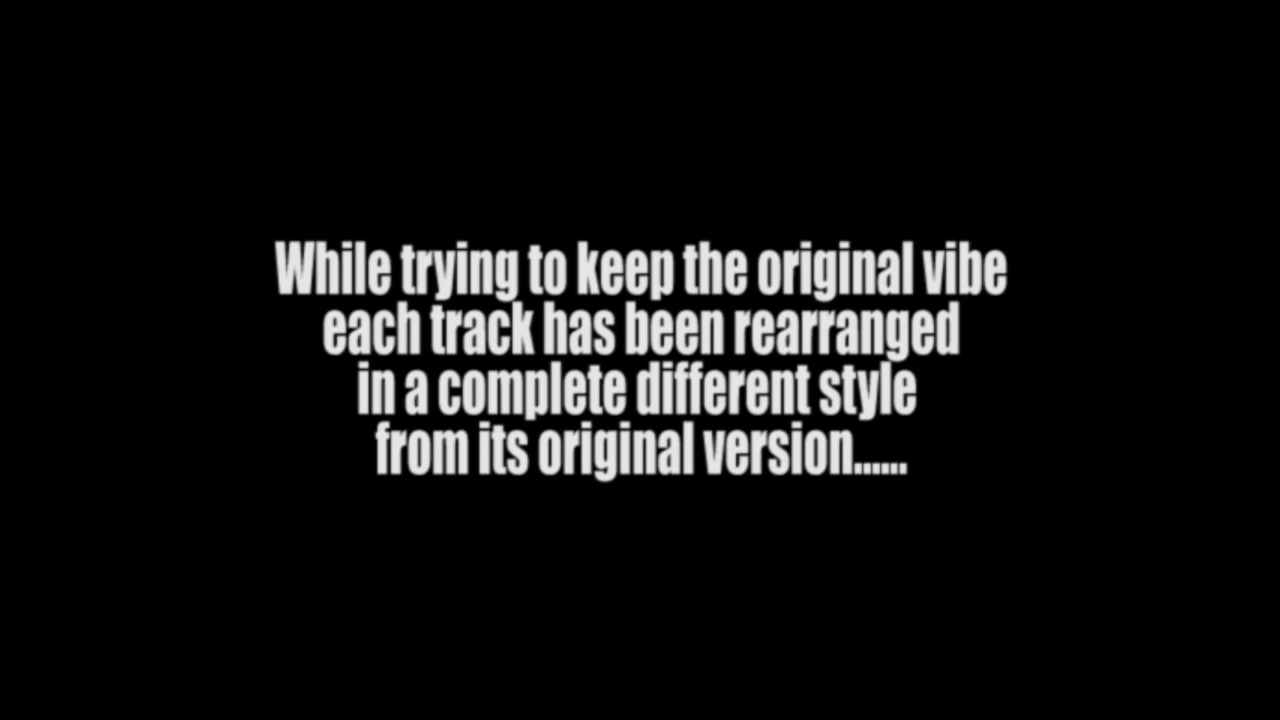 While trying to keep the original vibe
each track has been rearranged
in a complete different style
from its original version......